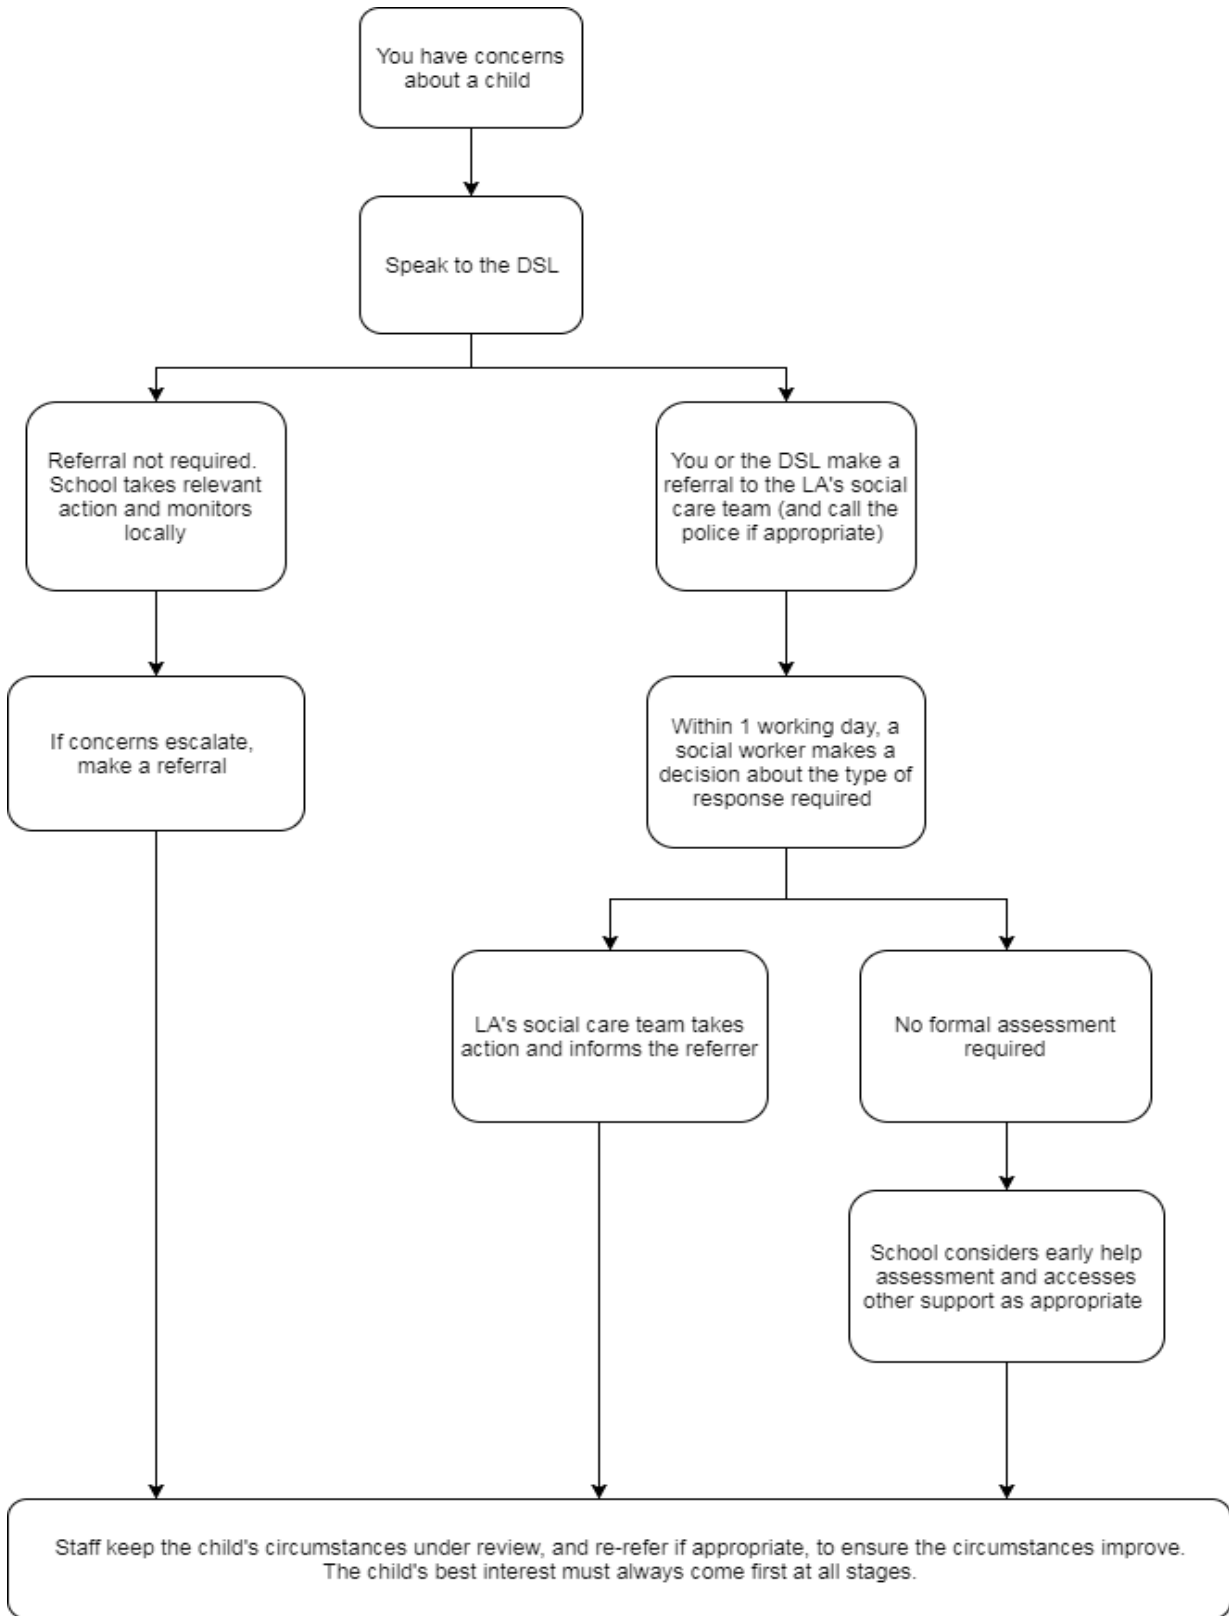 You have concerns
about a child
Speak to the DSL
Referral not required.
School takes relevant
action and monitors
locally
You or the DSL make a
referral to the LA's social
care team (and call the
police if appropriate)
If concerns escalate,
make a referral
Within 1 working day, a
social worker makes a
decision about the type of
response required
LA's social care team takes
action and informs the referrer
No formal assessment
required
School considers early help
assessment and accesses
other support as appropriate
Staff keep the child's circumstances under review, and re-refer if appropriate, to ensure the circumstances improve.
The child's best interest must always come first at all stages.